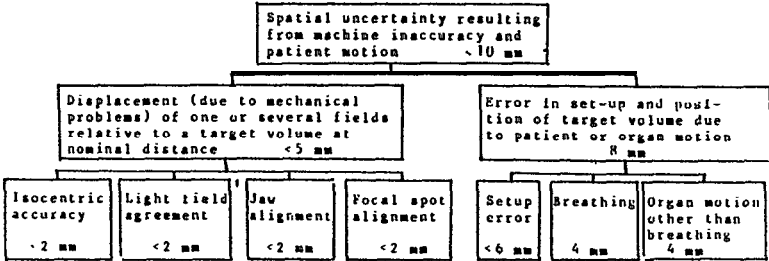 Spatial uncertainty resulting
from machine inaccuracy and
patient motion ~10 mm
Displacement (due to mechanical
problems) of one or several fields
relative to a target volume at
nominal distance <5 mm
Error in set-up and posi-
tion of target volume due
to patient or organ motion
8 mm
Isocentric
accuracy
~2 mm
Light field
agreement
<2 mm
Jaw
alignment
<2 mm
Focal spot
alignment
<2 mm
Setup
error
<6 mm
Breathing
4 mm
Organ motion
other than
breathing
4 mm